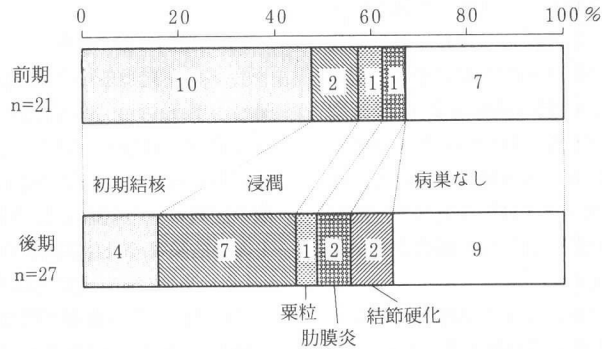 0 20 40 60 80 100 %
前期
n=21
10 2 1 1 7
初期結核 浸潤 病巣なし
後期
n=27
4 7 1 2 2 9
粟粒
肋膜炎
結節硬化